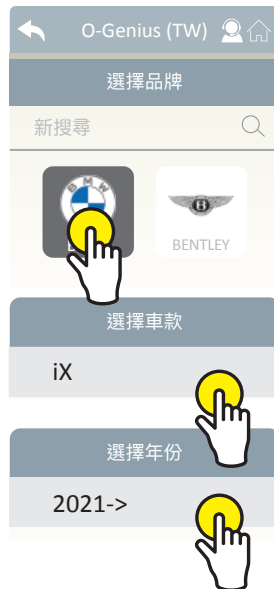 O-Genius (TW)
選擇品牌
新搜尋
BMW
BENTLEY
選擇車款
iX
選擇年份
2021->